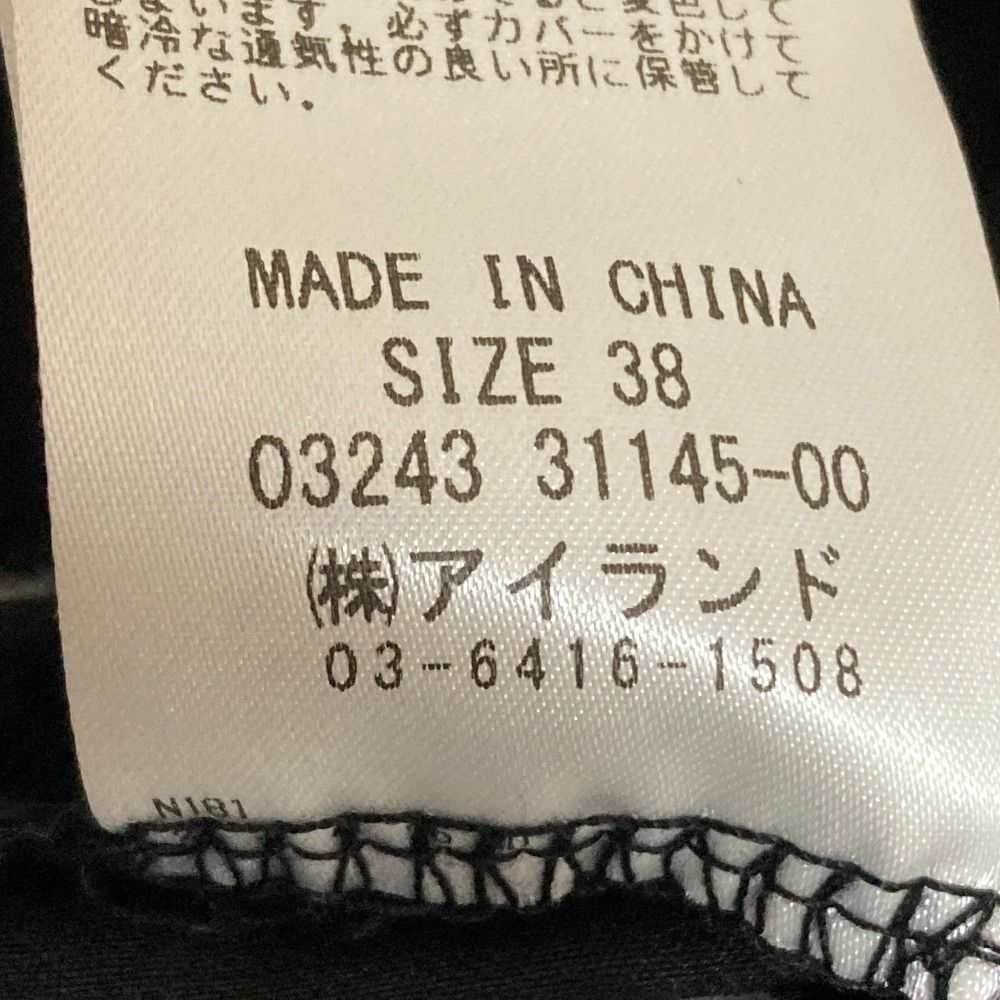 暗冷な通気性の良い所に保管して
ください。
MADE IN CHINA
SIZE 38
03243 31145-00
㈱アイランド
03-6416-1508
N181